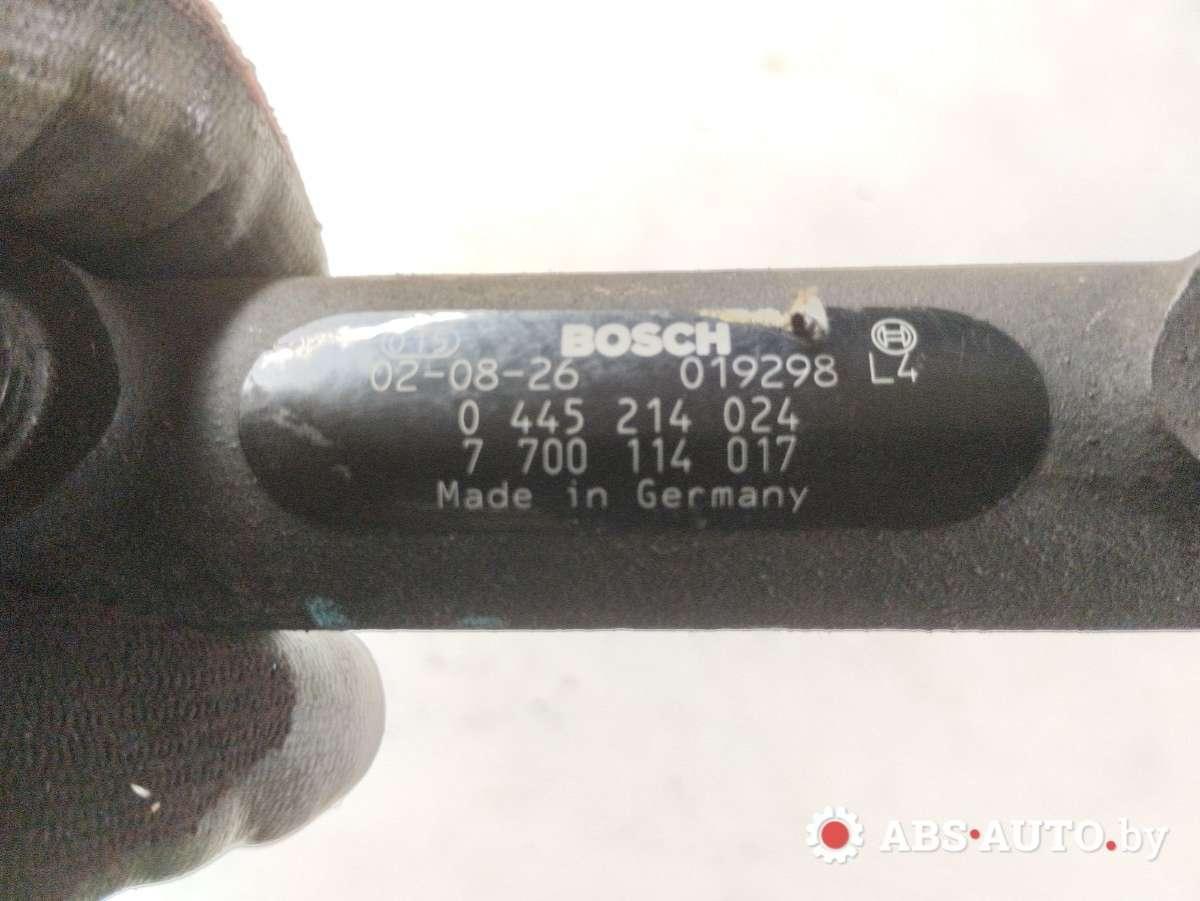 BOSCH
02-08-26 019298 L4
0 445 214 024
7 700 114 017
Made in Germany
ABS·AUTO.by